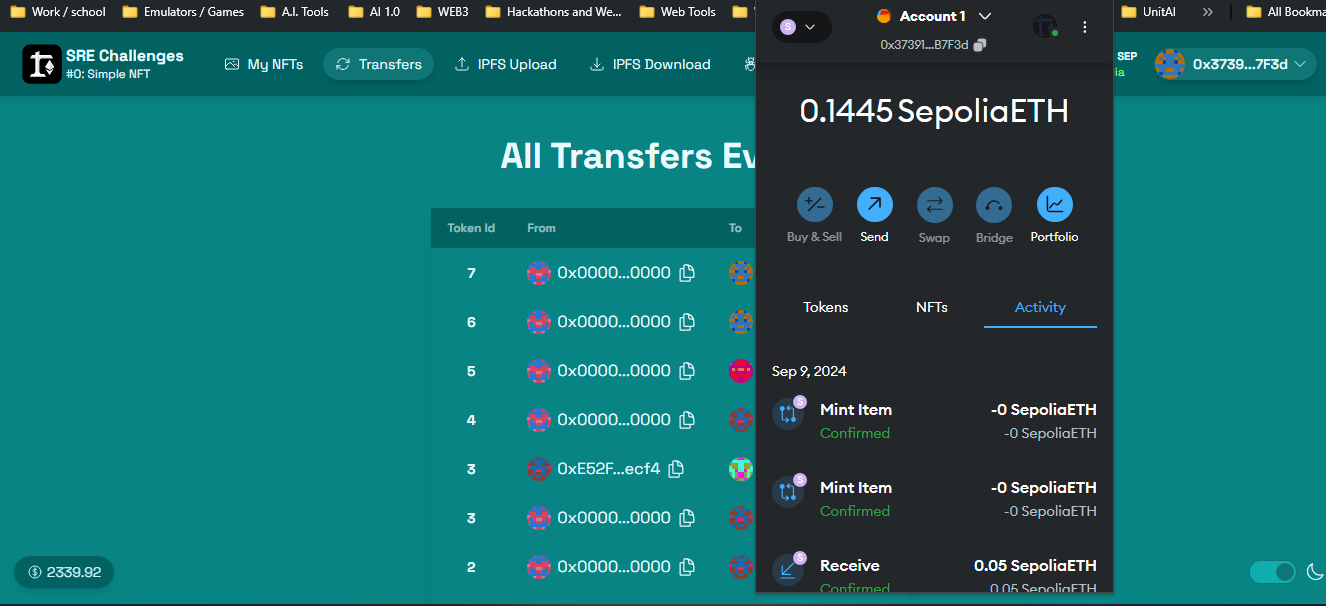 Work / school
Emulators / Games
A.I. Tools
AI 1.0
WEB3
Hackathons and We...
Web Tools
UnitAI
»
All Bookma
SRE Challenges
#0: Simple NFT
My NFTs
Transfers
IPFS Upload
IPFS Download
SEP
ia
0x3739...7F3d
S
Account 1
0x37391...B7F3d
0.1445 SepoliaETH
Buy & Sell
Send
Swap
Bridge
Portfolio
Tokens
NFTs
Activity
Sep 9, 2024
S
Mint Item
-0 SepoliaETH
Confirmed
-0 SepoliaETH
S
Mint Item
-0 SepoliaETH
Confirmed
-0 SepoliaETH
S
Receive
0.05 SepoliaETH
Confirmed
0.05 SepoliaETH
All Transfers Ev
Token Id From To
7 0x0000...0000
6 0x0000...0000
5 0x0000...0000
4 0x0000...0000
3 0xE52F...ecf4
3 0x0000...0000
2 0x0000...0000
$ 2339.92